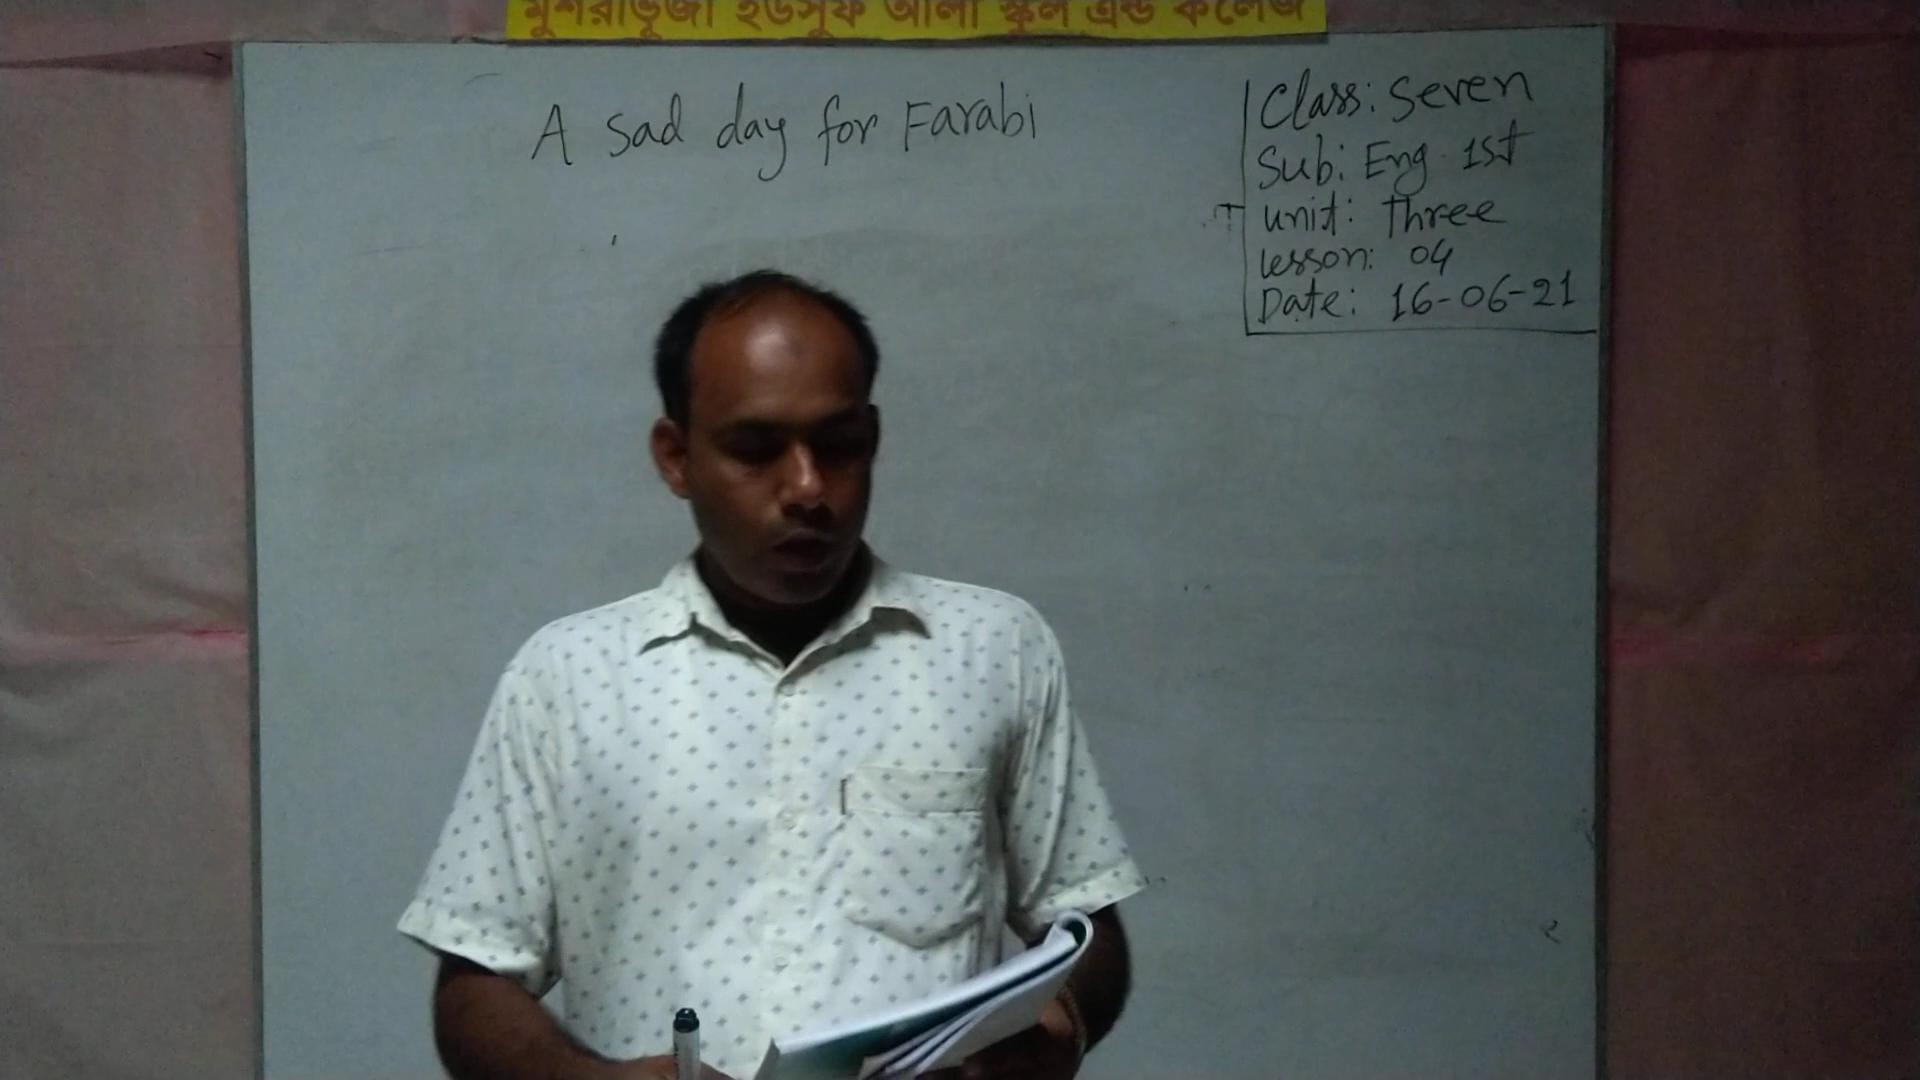 মুশরীভূজা ইউসুফ আলী স্কুল এন্ড কলেজ
A sad day for Farabi
Class: Seven
Sub: Eng 1st
unit: Three
lesson: 04
Date: 16-06-21